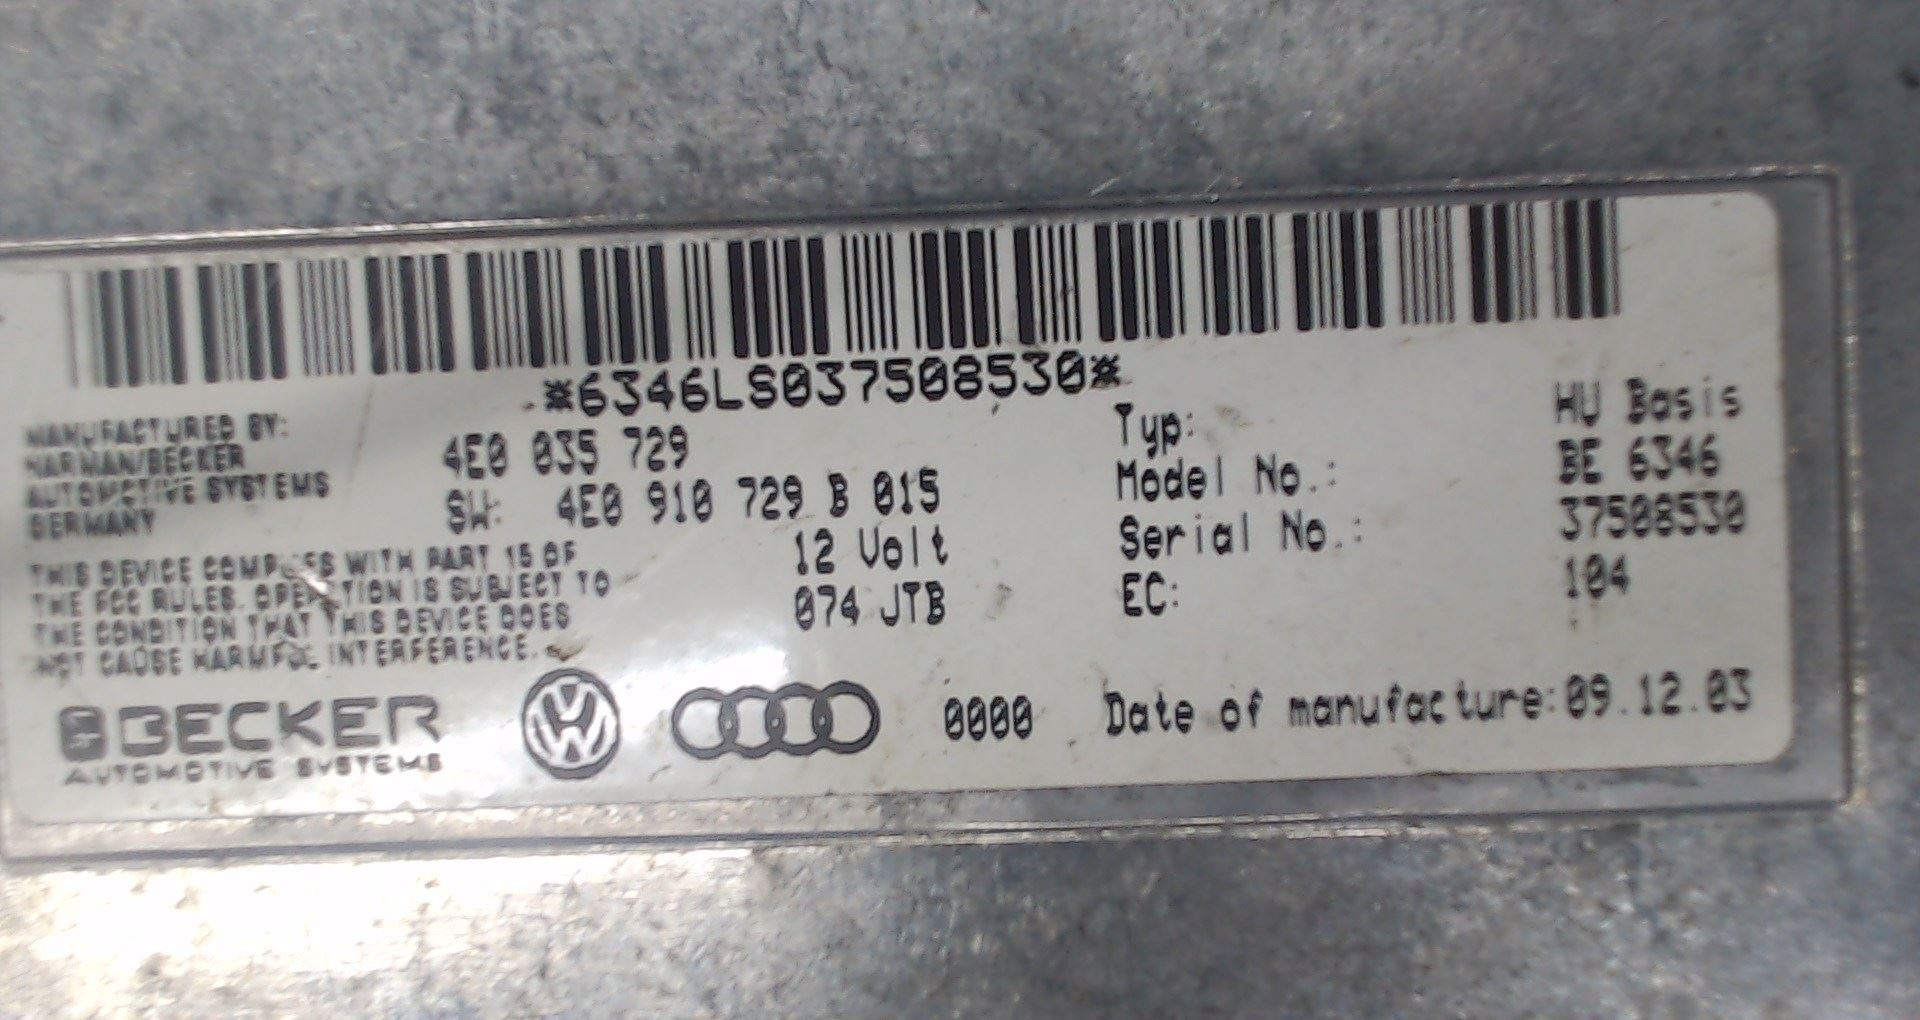 *6346LS037508530*
MANUFACTURED BY:
HARMAN/BECKER
AUTOMOTIVE SYSTEMS
GERMANY
4E0 035 729
SW: 4E0 910 729 B 015
12 Volt
074 JTB
THIS DEVICE COMPLIES WITH PART 15 OF
THE FCC RULES. OPERATION IS SUBJECT TO
THE CONDITION THAT THIS DEVICE DOES
NOT CAUSE HARMFUL INTERFERENCE.
Typ: HU Basis
Model No.: BE 6346
Serial No.: 37508530
EC: 104
BECKER
AUTOMOTIVE SYSTEMS
0000
Date of manufacture: 09.12.03